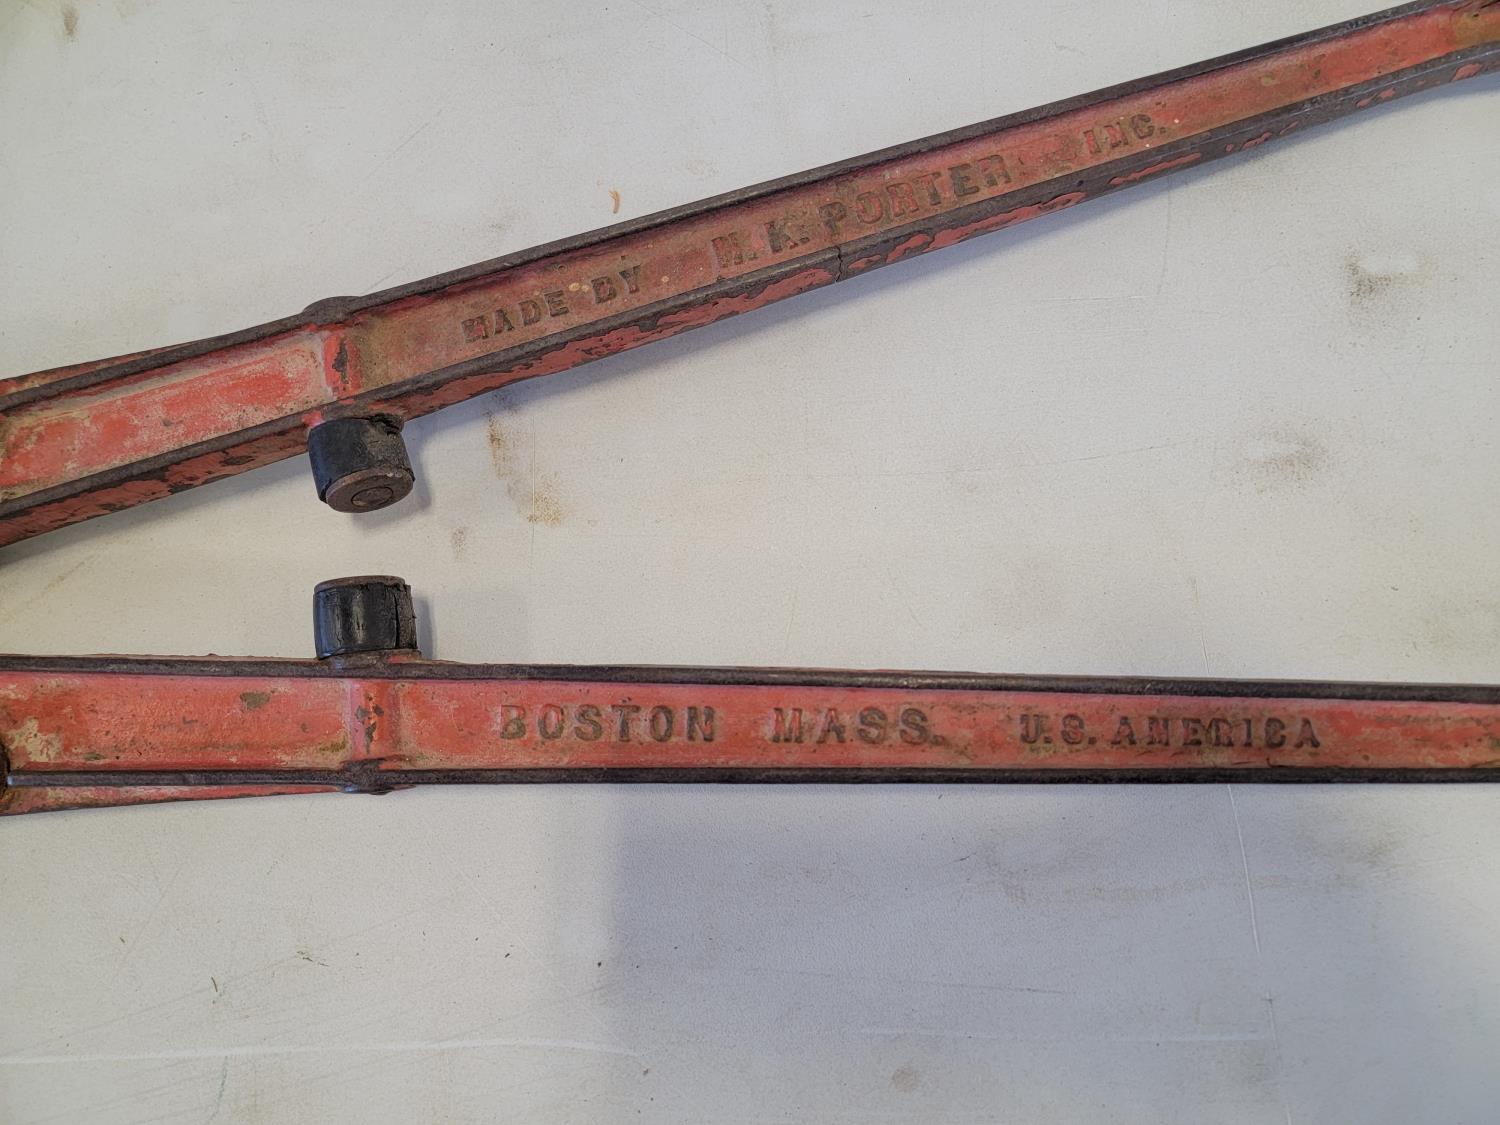 MADE BY H.K. PORTER INC.
BOSTON MASS. U.S. AMERICA